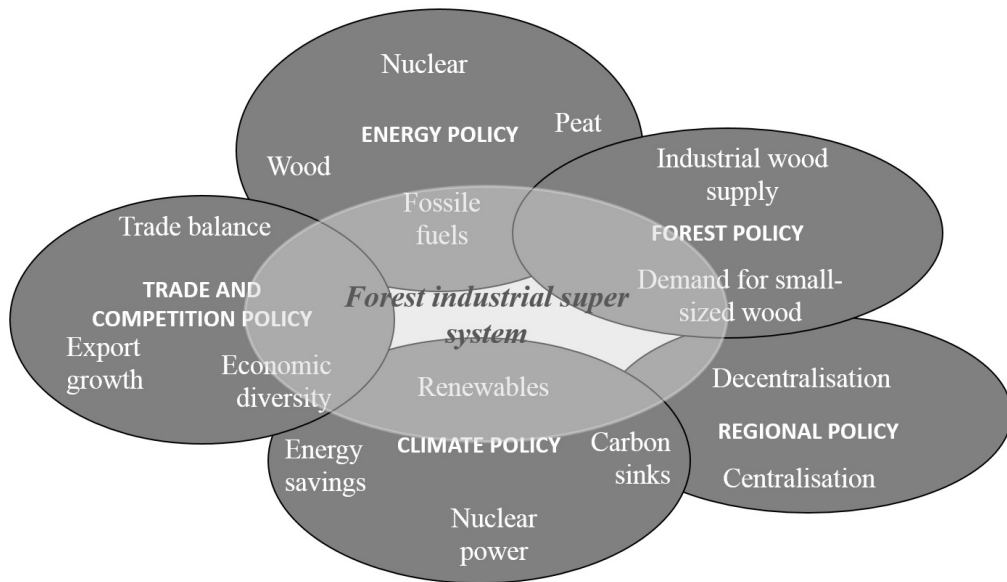 Nuclear
ENERGY POLICY
Peat
Wood
Fossile
fuels
Industrial wood
supply
FOREST POLICY
Demand for small-
sized wood
Trade balance
TRADE AND
COMPETITION POLICY
Export
growth
Economic
diversity
Forest industrial super
system
Renewables
CLIMATE POLICY
Energy
savings
Carbon
sinks
Nuclear
power
Decentralisation
REGIONAL POLICY
Centralisation